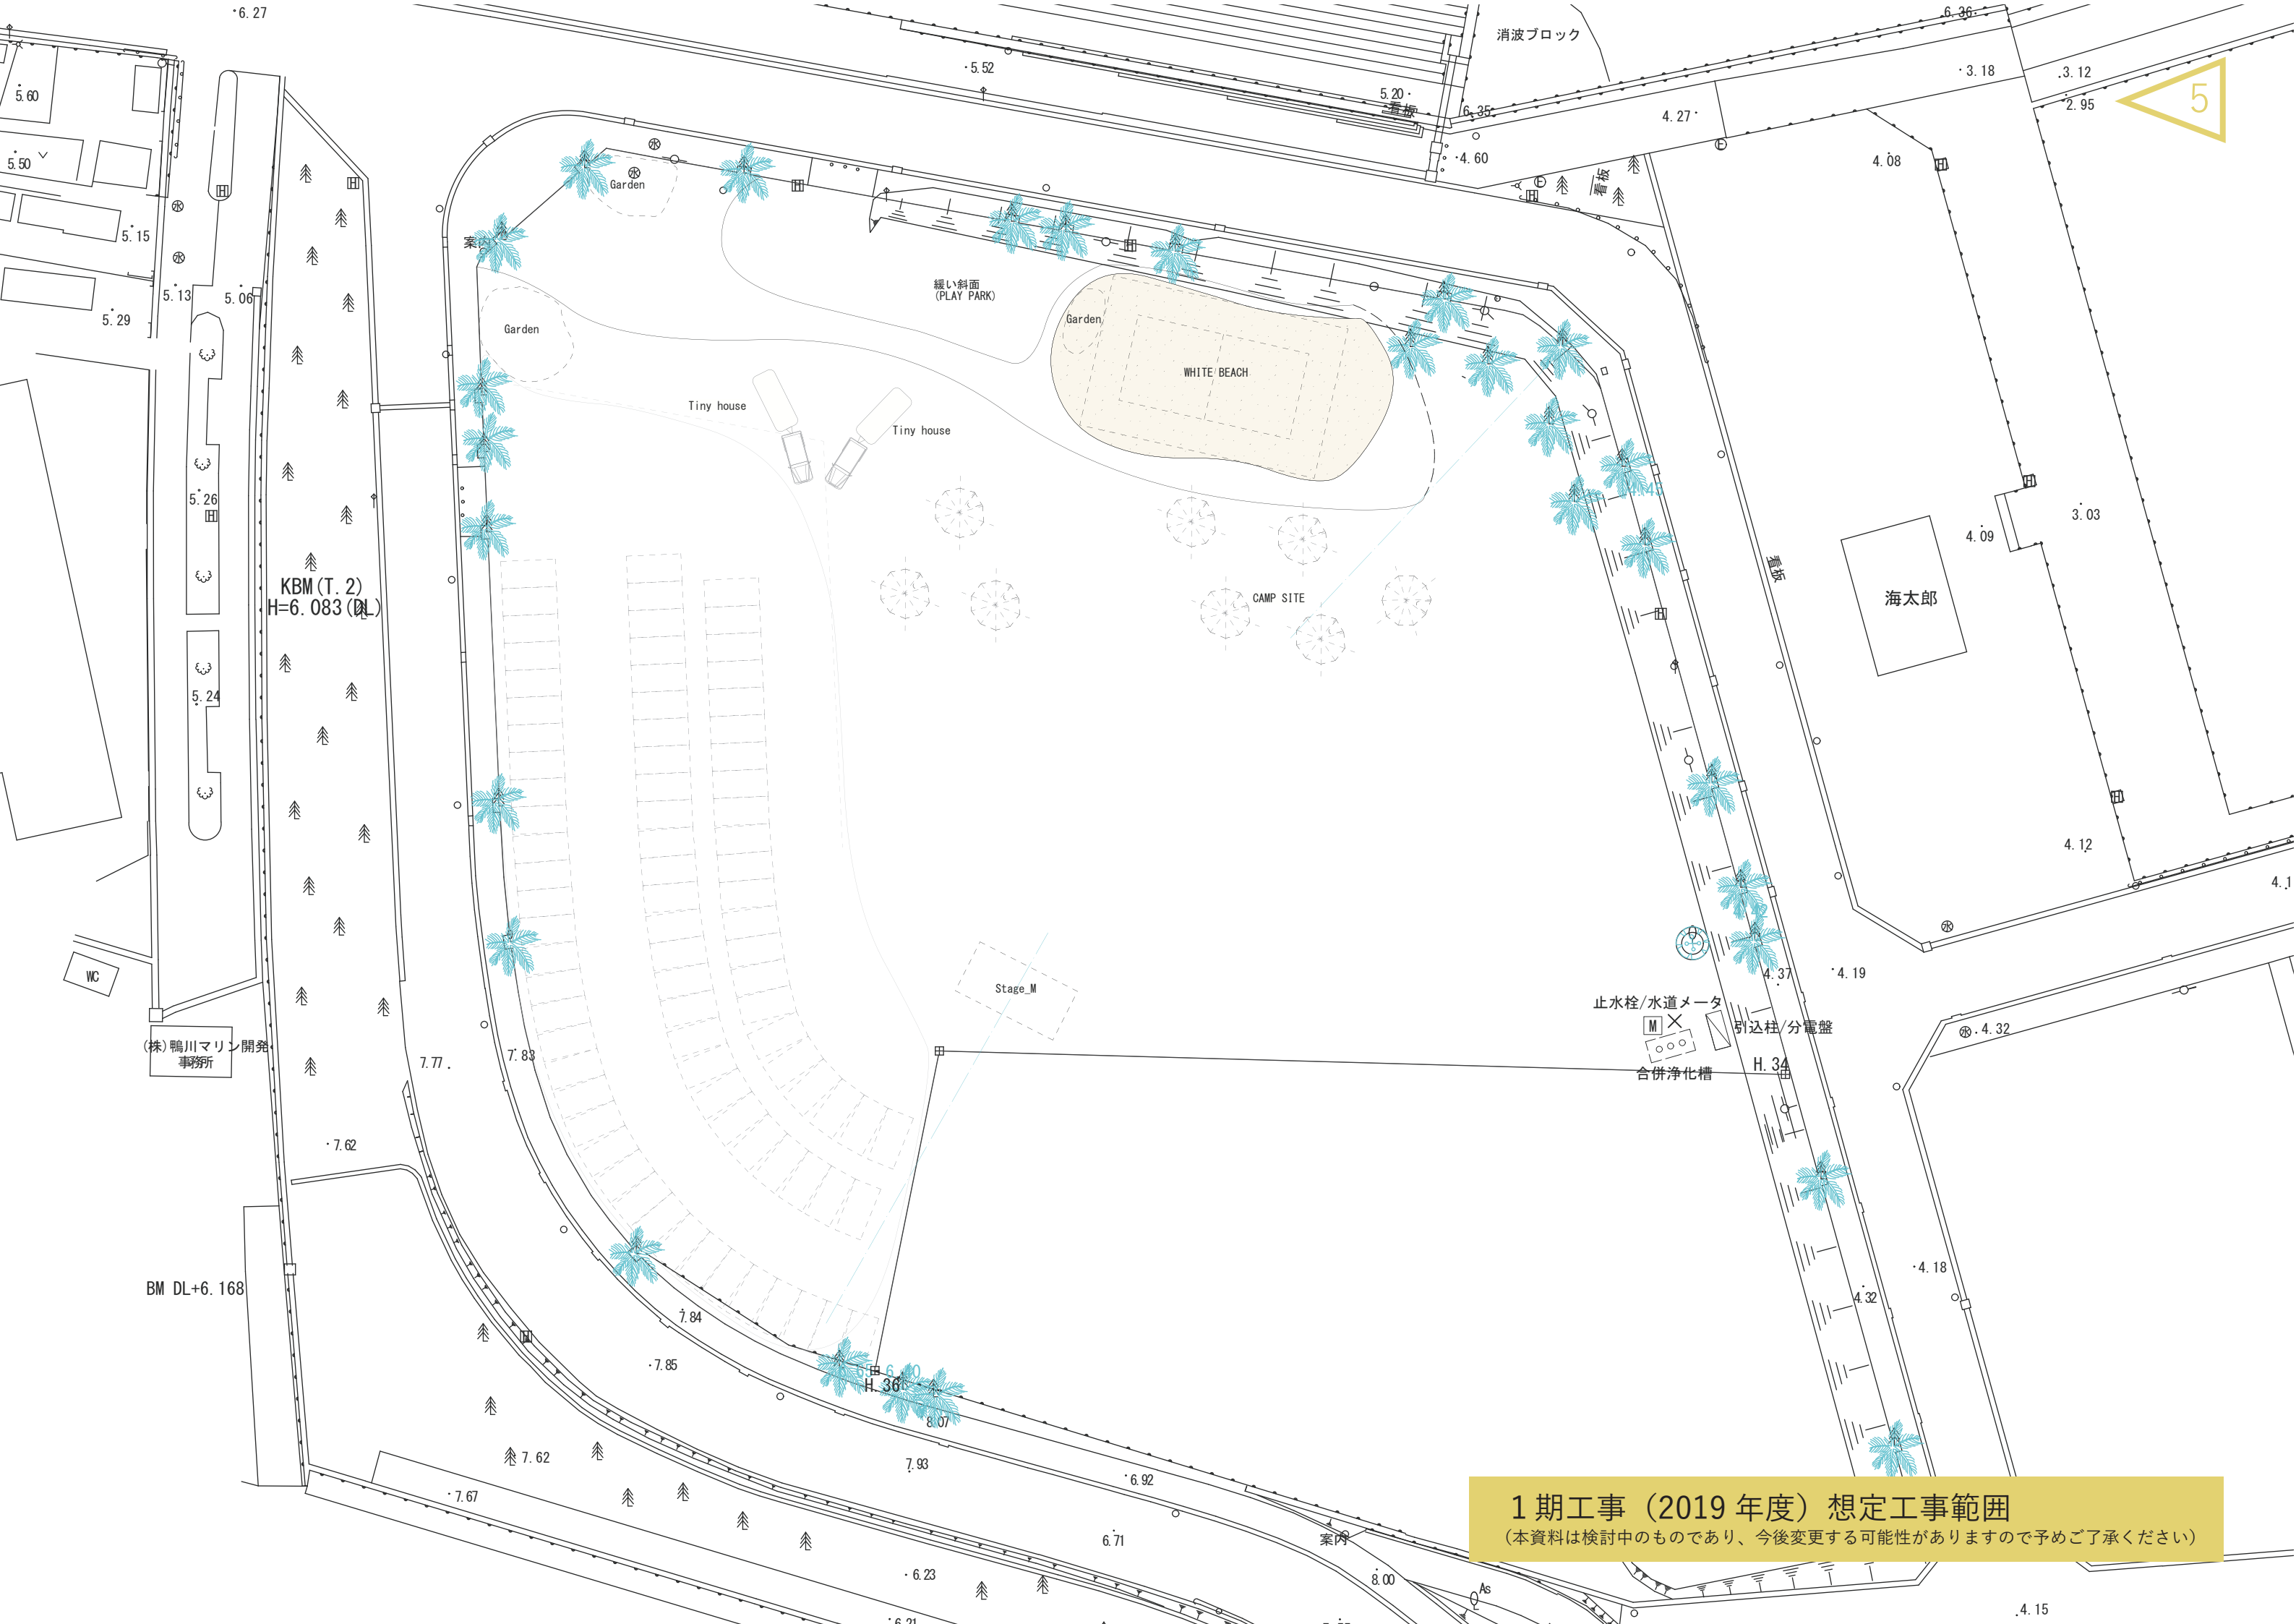 6.27
6.36
消波ブロック
5.52
3.18
3.12
5.60
5.20
看板
2.95
5
6.35
4.27
㊌
5.50
4.60
4.08
㊌
Garden
看板
㊌
案内
5.15
㊌
緩い斜面
(PLAY PARK)
5.13
5.06
5.29
Garden
Garden
WHITE BEACH
Tiny house
Tiny house
5.26
3.03
4.09
看板
KBM(T.2)
H=6.083(DL)
CAMP SITE
海太郎
5.24
4.12
4.1
㊌
WC
4.37
4.19
Stage_M
止水栓/水道メータ
M
引込柱/分電盤
㊌
4.32
(株)鴨川マリン開発
事務所
7.77
7.83
H.34
合併浄化槽
7.62
BM DL+6.168
4.18
4.32
7.84
7.85
H.36
8.07
7.62
7.93
6.92
7.67
1期工事（2019年度）想定工事範囲
（本資料は検討中のものであり、今後変更する可能性がありますので予めご了承ください）
6.71
案内
6.23
8.00
As
4.15